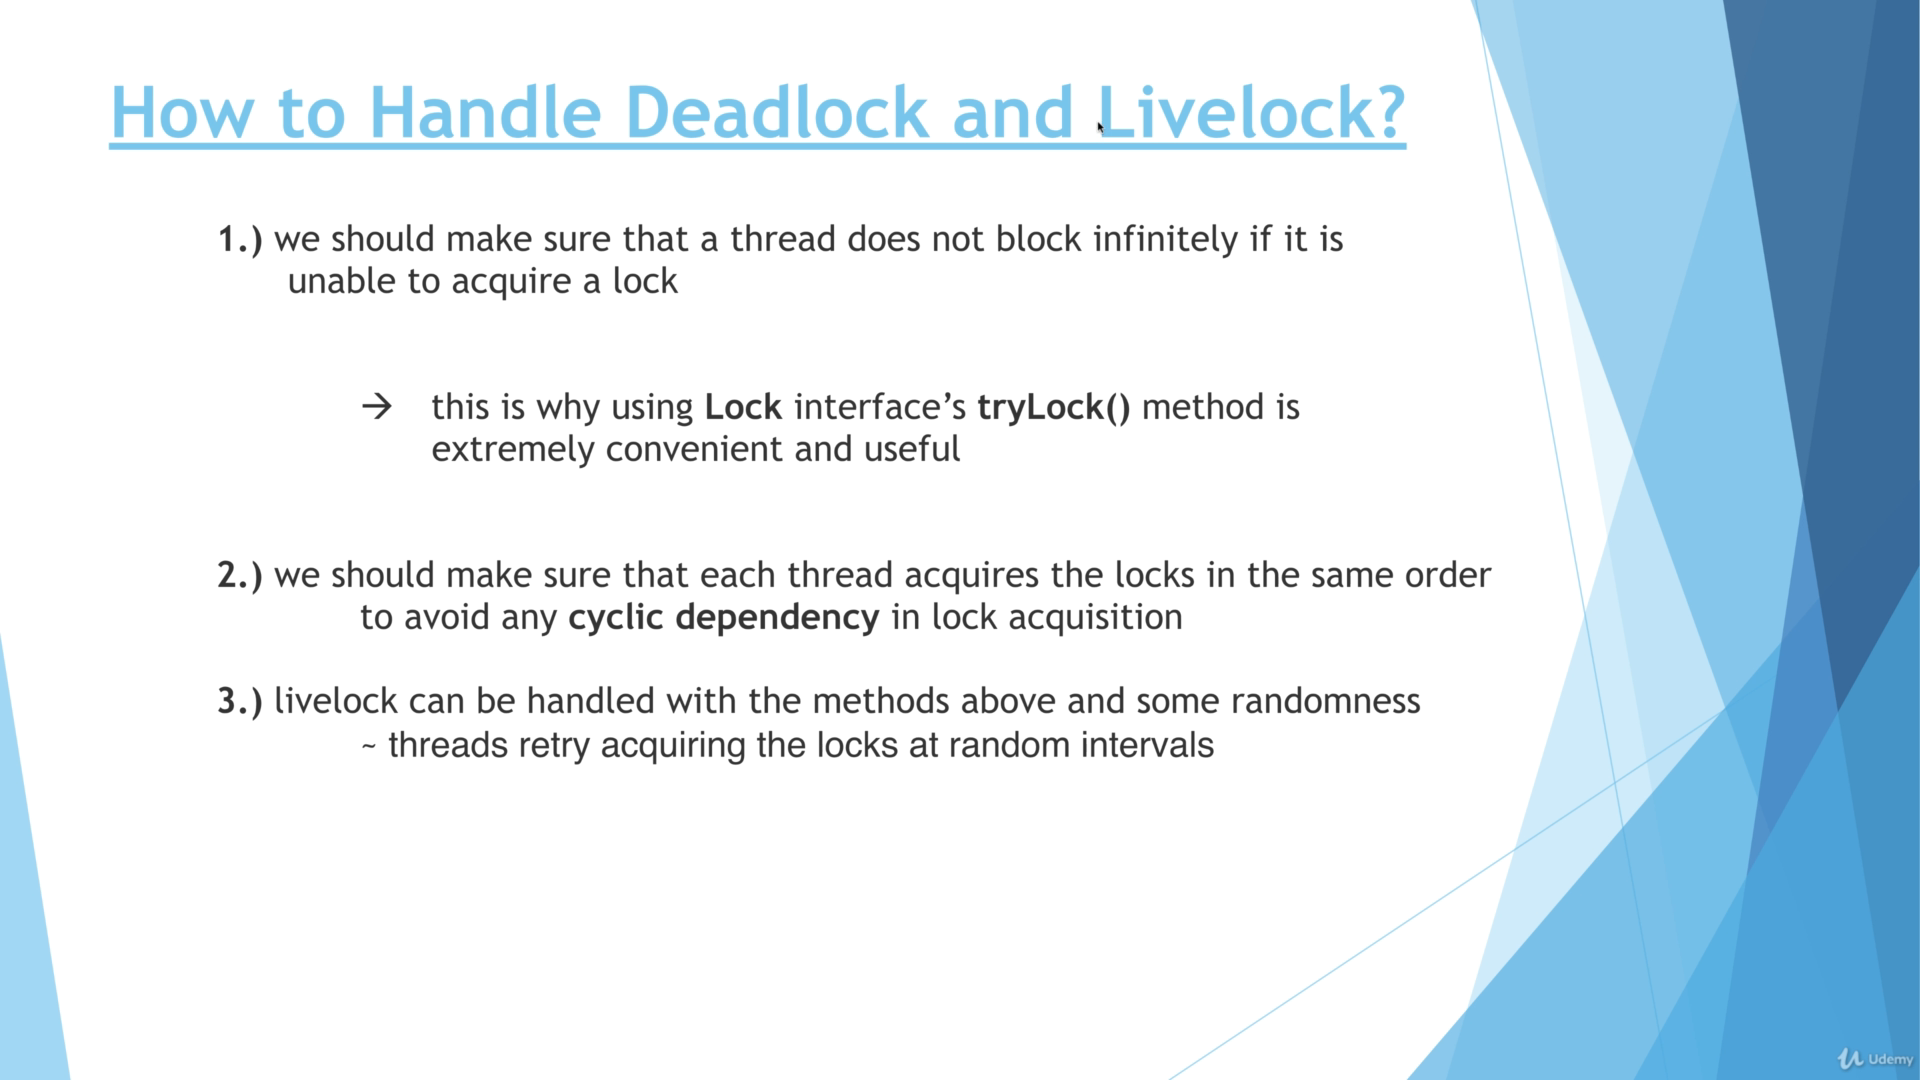 How to Handle Deadlock and Livelock?
1.) we should make sure that a thread does not block infinitely if it is
unable to acquire a lock
→ this is why using Lock interface’s tryLock() method is
extremely convenient and useful
2.) we should make sure that each thread acquires the locks in the same order
to avoid any cyclic dependency in lock acquisition
3.) livelock can be handled with the methods above and some randomness
~ threads retry acquiring the locks at random intervals
Udemy